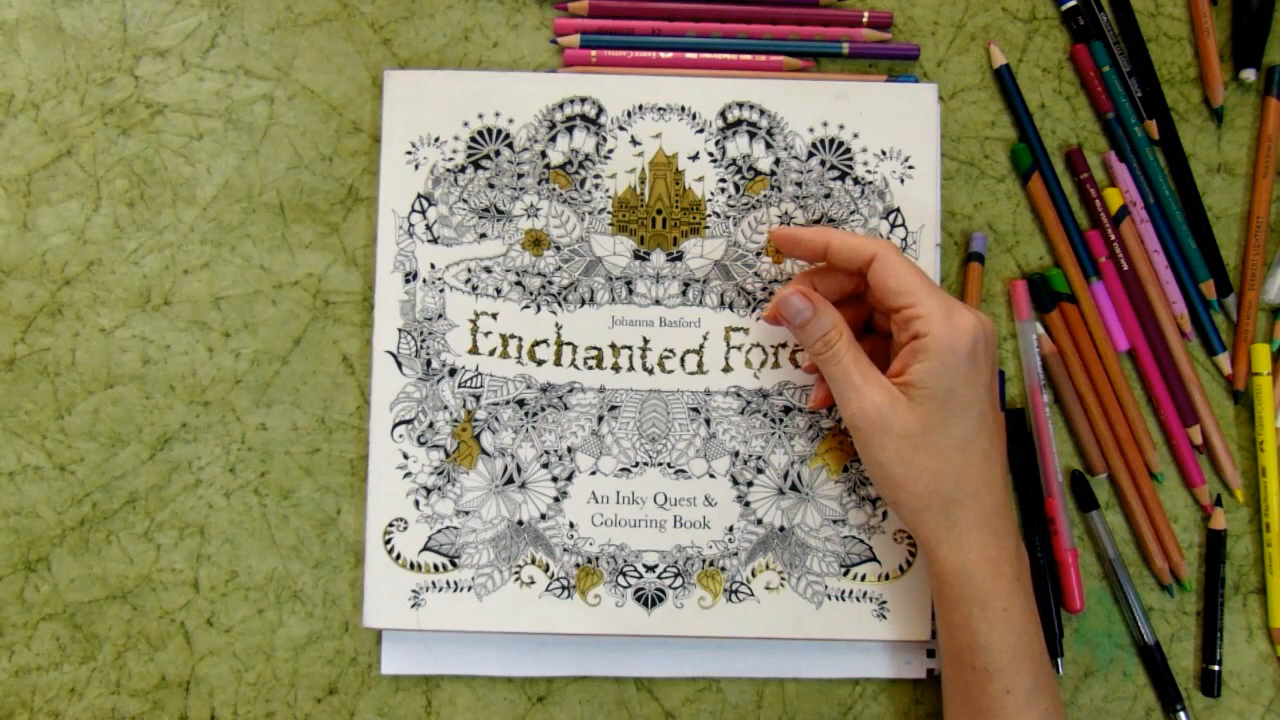 Johanna Basford
Enchanted Fore
An Inky Quest &
Colouring Book